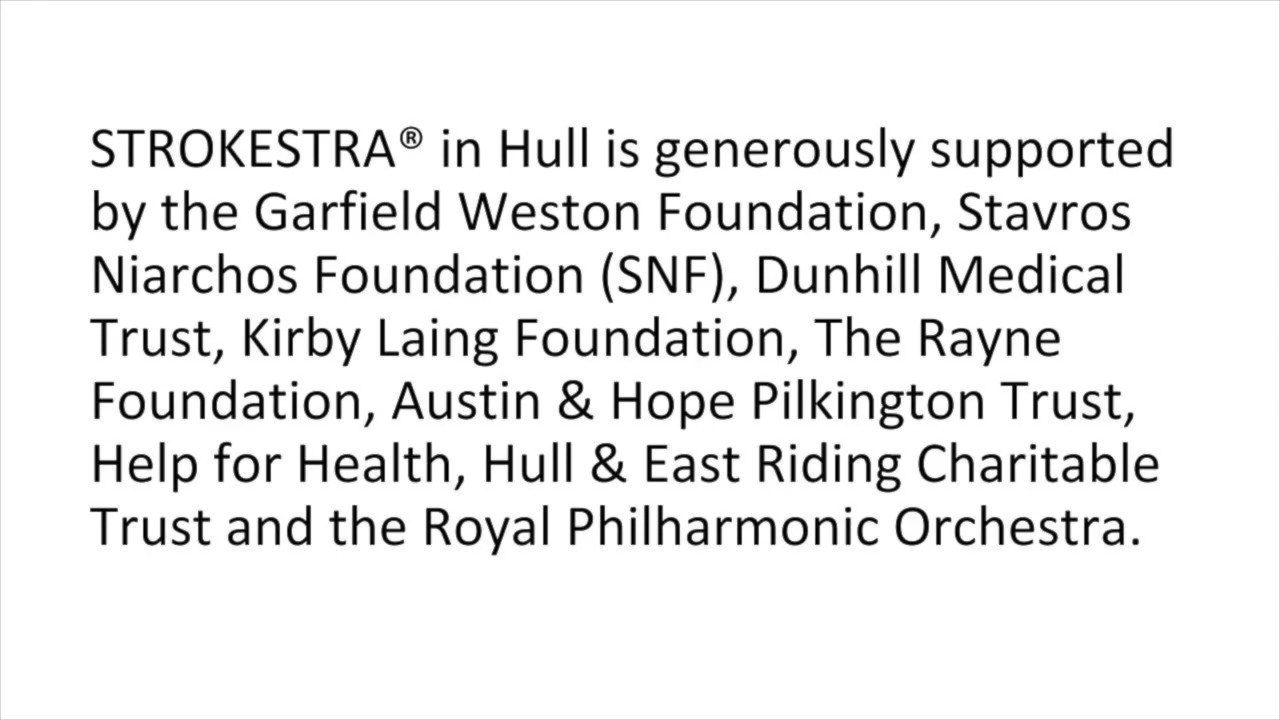 STROKESTRA® in Hull is generously supported
by the Garfield Weston Foundation, Stavros
Niarchos Foundation (SNF), Dunhill Medical
Trust, Kirby Laing Foundation, The Rayne
Foundation, Austin & Hope Pilkington Trust,
Help for Health, Hull & East Riding Charitable
Trust and the Royal Philharmonic Orchestra.